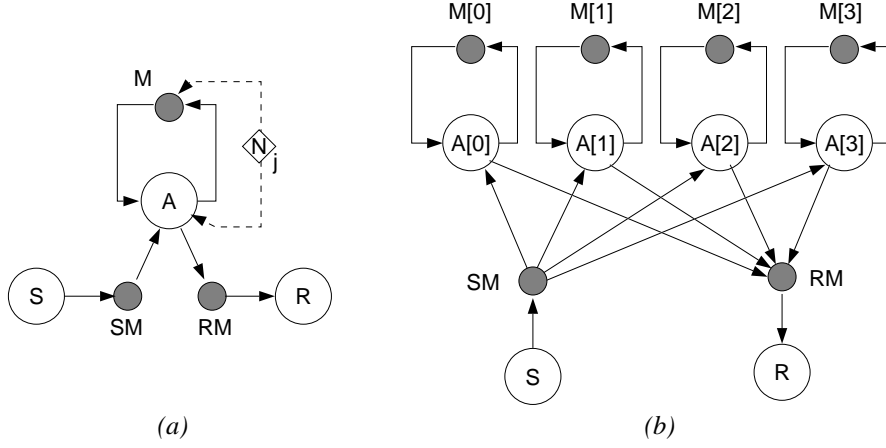 M[0] M[1] M[2] M[3]
M
N
j
A[0] A[1] A[2] A[3]
A
SM RM
S R
SM RM
S R
(a) (b)